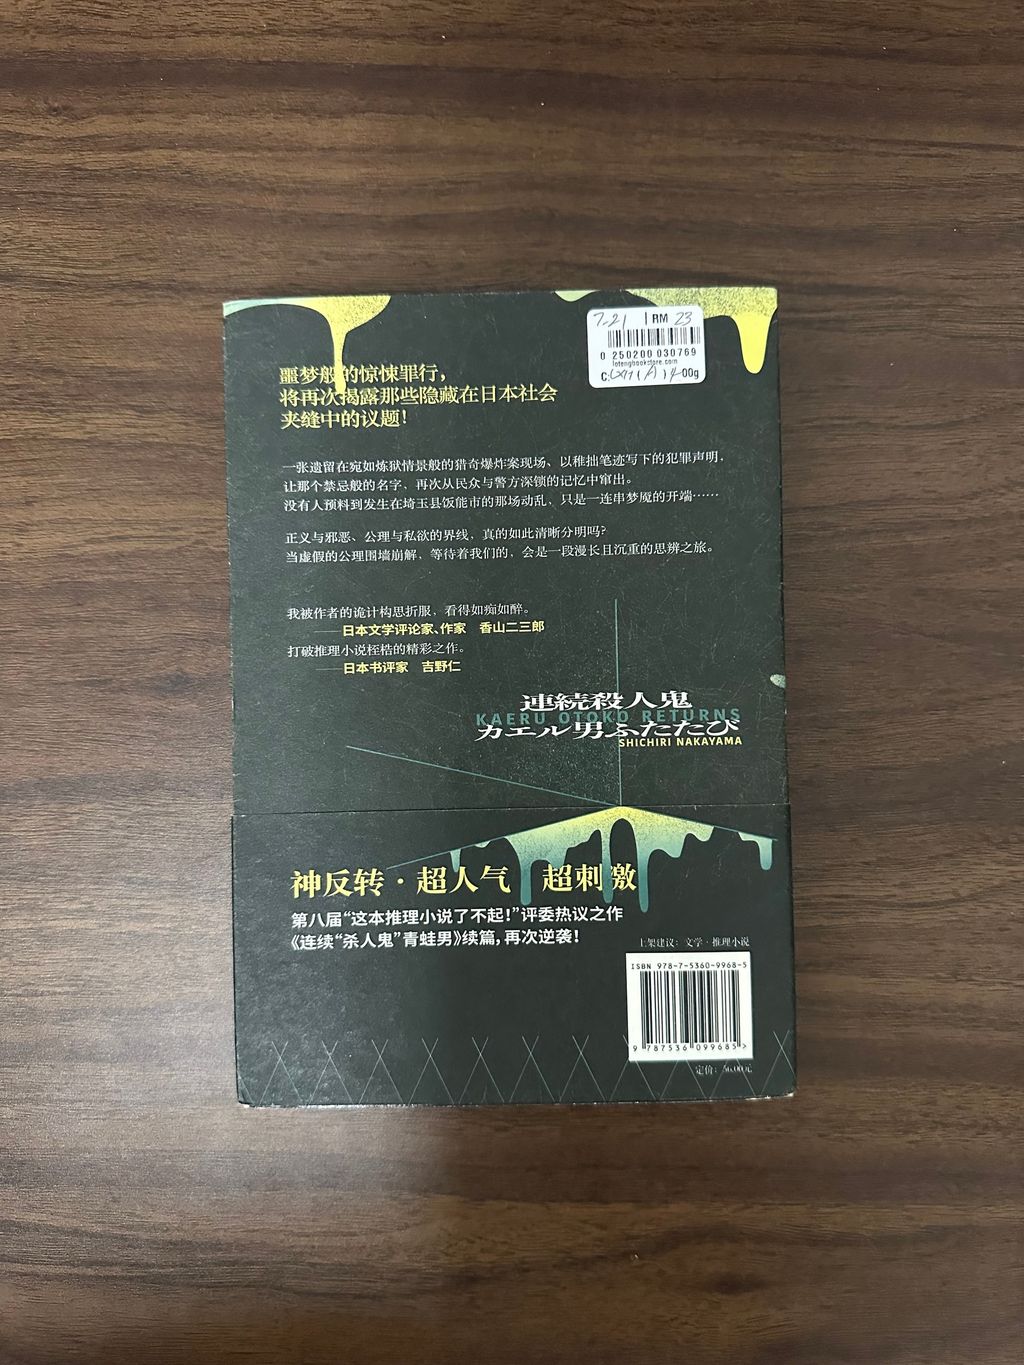 RM 23
0 250200 030769
噩梦般的惊悚罪行，
将再次揭露那些隐藏在日本社会
夹缝中的议题！
一张遗留在宛如炼狱情景般的猎奇爆炸案现场、以稚拙笔迹写下的犯罪声明，
让那个禁忌般的名字，再次从民众与警方深锁的记忆中窜出。
没有人预料到发生在埼玉县饭能市的那场动乱，只是一连串梦魇的开端……
正义与邪恶、公理与私欲的界线，真的如此清晰分明吗？
当虚假的公理围墙崩解，等待着我们的，会是一段漫长且沉重的思辨之旅。
我被作者的诡计构思折服，看得如痴如醉。
——日本文学评论家、作家 香山二三郎
打破推理小说桎梏的精彩之作。
——日本书评家 吉野仁
連続殺人鬼
KAERU OTOKO RETURNS
カエル男ふたたび
SHICHIRI NAKAYAMA
神反转·超人气 超刺激
第八届“这本推理小说了不起！”评委热议之作
《连续“杀人鬼”青蛙男》续篇，再次逆袭！
上架建议：文学·推理小说
ISBN 978-7-5360-9968-5
9 787536 099685 >
定价：56.00元